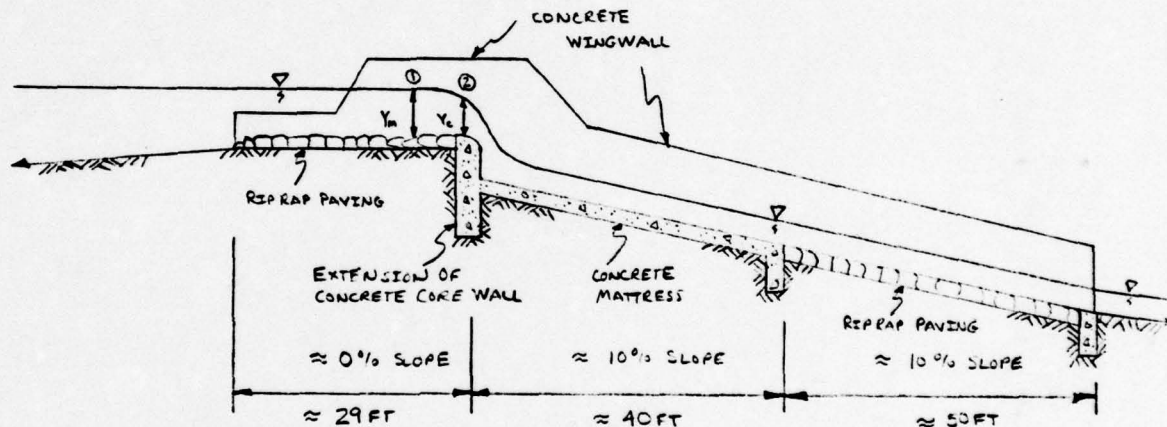 CONCRETE
WINGWALL
① ②
Ym Yc
RIPRAP PAVING
EXTENSION OF
CONCRETE CORE WALL
CONCRETE
MATTRESS
RIPRAP PAVING
≈ 0% SLOPE ≈ 10% SLOPE ≈ 10% SLOPE
≈ 29 FT ≈ 40 FT ≈ 50 FT